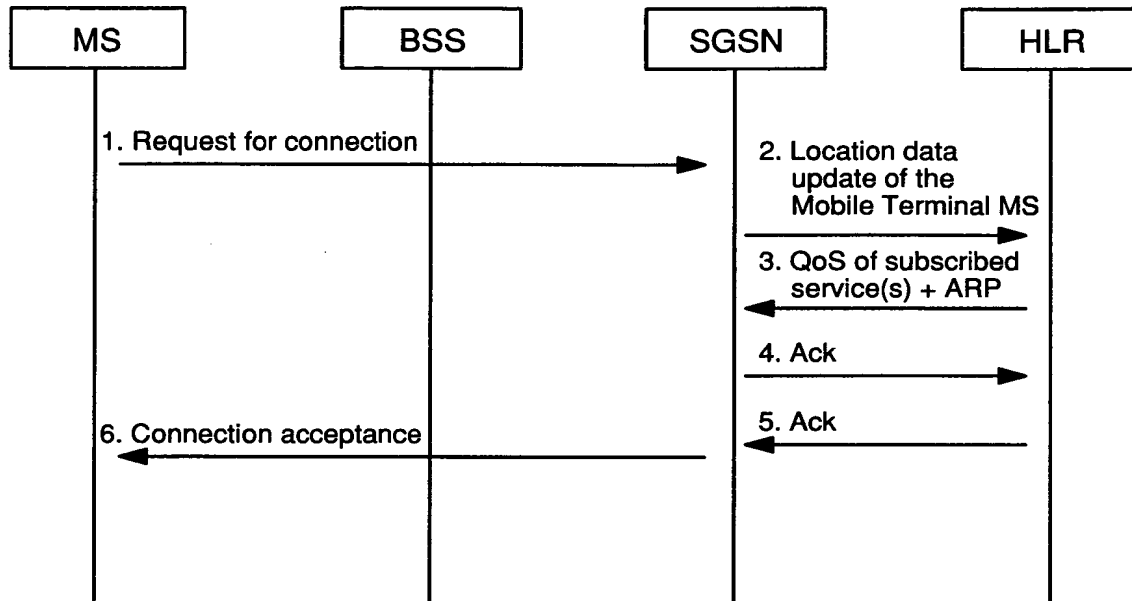 MS
BSS
SGSN
HLR
1. Request for connection
2. Location data
update of the
Mobile Terminal MS
3. QoS of subscribed
service(s) + ARP
4. Ack
5. Ack
6. Connection acceptance